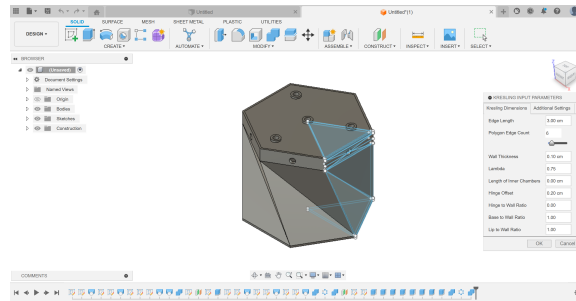 Untitled
Untitled*(1)
SOLID SURFACE MESH SHEET METAL PLASTIC UTILITIES
DESIGN
CREATE AUTOMATE MODIFY ASSEMBLE CONSTRUCT INSPECT INSERT SELECT
BROWSER
(Unsaved)
Document Settings
Named Views
Origin
Bodies
Sketches
Construction
KRESLING INPUT PARAMETERS
Kresling Dimensions Additional Settings
Edge Length 3.00 cm
Polygon Edge Count 6
Wall Thickness 0.10 cm
Lambda 0.75
Length of Inner Chambers 0.00 cm
Hinge Offset 0.20 cm
Hinge to Wall Ratio 0.00
Base to Wall Ratio 1.00
Lip to Wall Ratio 1.00
OK Cancel
COMMENTS